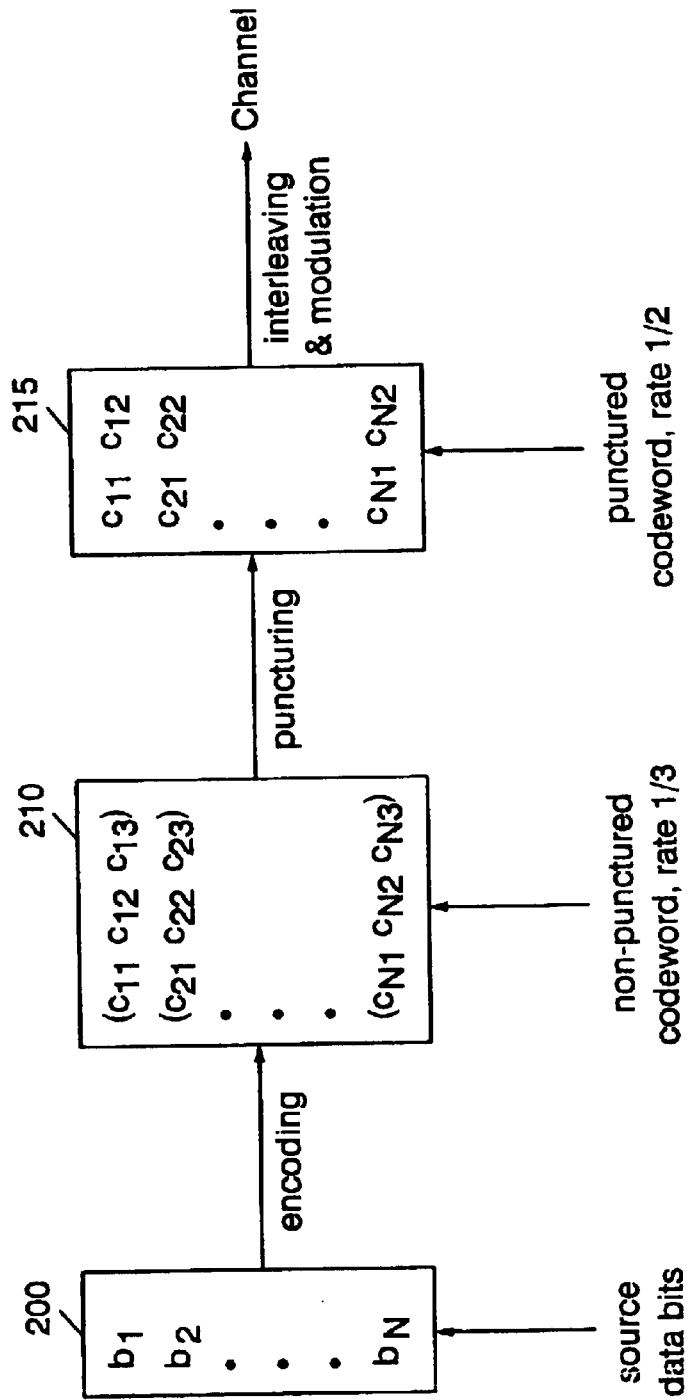 200
b1
b2
•
•
•
bN
source
data bits
encoding
210
(c11 c12 c13)
(c21 c22 c23)
•
•
•
(cN1 cN2 cN3)
non-punctured
codeword, rate 1/3
puncturing
215
c11 c12
c21 c22
•
•
•
cN1 cN2
punctured
codeword, rate 1/2
interleaving
& modulation
Channel